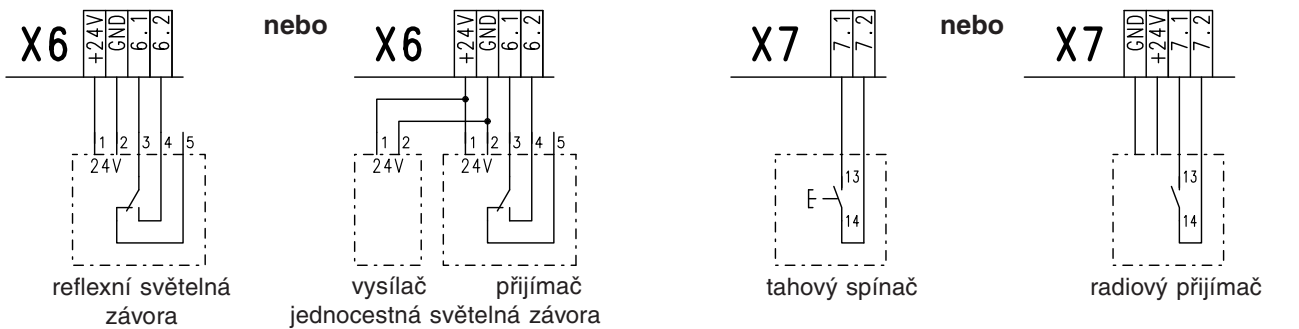 X6
+24V
GND
6.1
6.2
1
2
3
4
5
24V
reflexní světelná
závora
nebo
X6
+24V
GND
6.1
6.2
1
2
24V
1
2
3
4
5
24V
vysílač
přijímač
jednocestná světelná závora
X7
7.1
7.2
13
14
tahový spínač
nebo
X7
GND
+24V
7.1
7.2
13
14
radiový přijímač